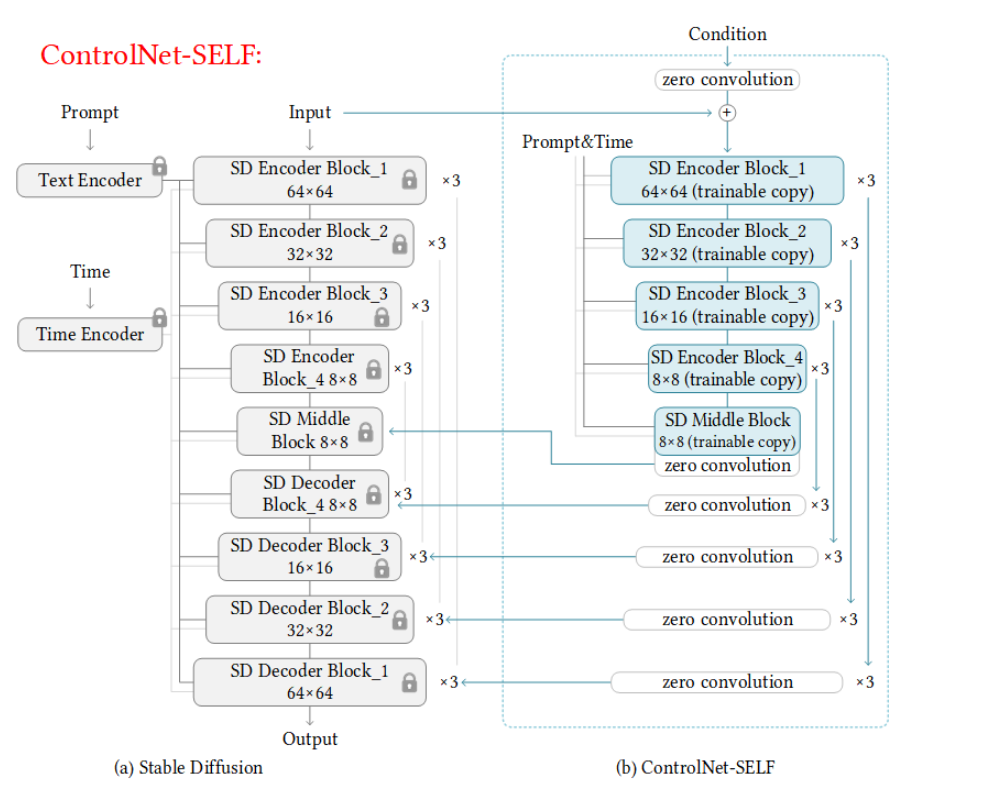 ControlNet-SELF:
Prompt
Input
Text Encoder
Time
Time Encoder
SD Encoder Block_1
64×64
×3
SD Encoder Block_2
32×32
×3
SD Encoder Block_3
16×16
×3
SD Encoder
Block_4 8×8
×3
SD Middle
Block 8×8
SD Decoder
Block_4 8×8
×3
SD Decoder Block_3
16×16
×3
SD Decoder Block_2
32×32
×3
SD Decoder Block_1
64×64
×3
Output
(a) Stable Diffusion
Condition
zero convolution
+
Prompt&Time
SD Encoder Block_1
64×64 (trainable copy)
×3
SD Encoder Block_2
32×32 (trainable copy)
×3
SD Encoder Block_3
16×16 (trainable copy)
×3
SD Encoder Block_4
8×8 (trainable copy)
×3
SD Middle Block
8×8 (trainable copy)
zero convolution
zero convolution
×3
zero convolution
×3
zero convolution
×3
zero convolution
×3
(b) ControlNet-SELF